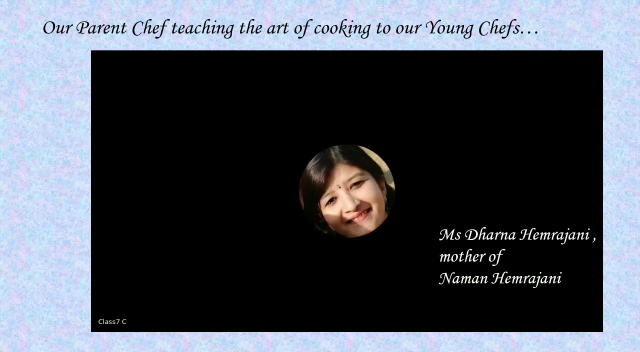 Our Parent Chef teaching the art of cooking to our Young Chefs…
Ms Dharna Hemrajani ,
mother of
Naman Hemrajani
Class7 C